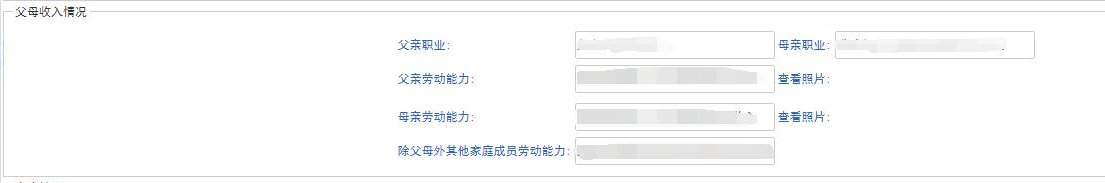 父母收入情况
父亲职业： 母亲职业：
父亲劳动能力： 查看照片：
母亲劳动能力： 查看照片：
除父母外其他家庭成员劳动能力：